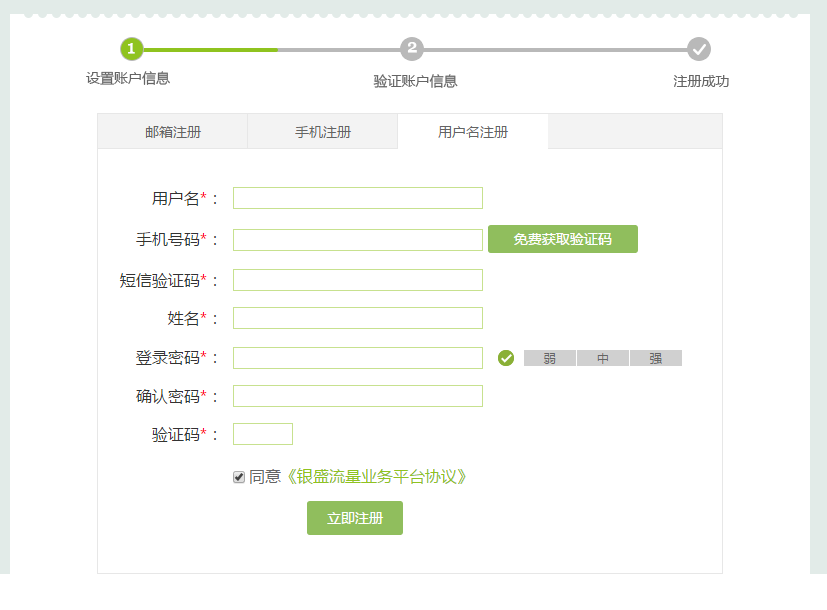 1
2
设置账户信息
验证账户信息
注册成功
邮箱注册
手机注册
用户名注册
用户名*：
手机号码*：
免费获取验证码
短信验证码*：
姓名*：
登录密码*：
弱 中 强
确认密码*：
验证码*：
同意《银盛流量业务平台协议》
立即注册